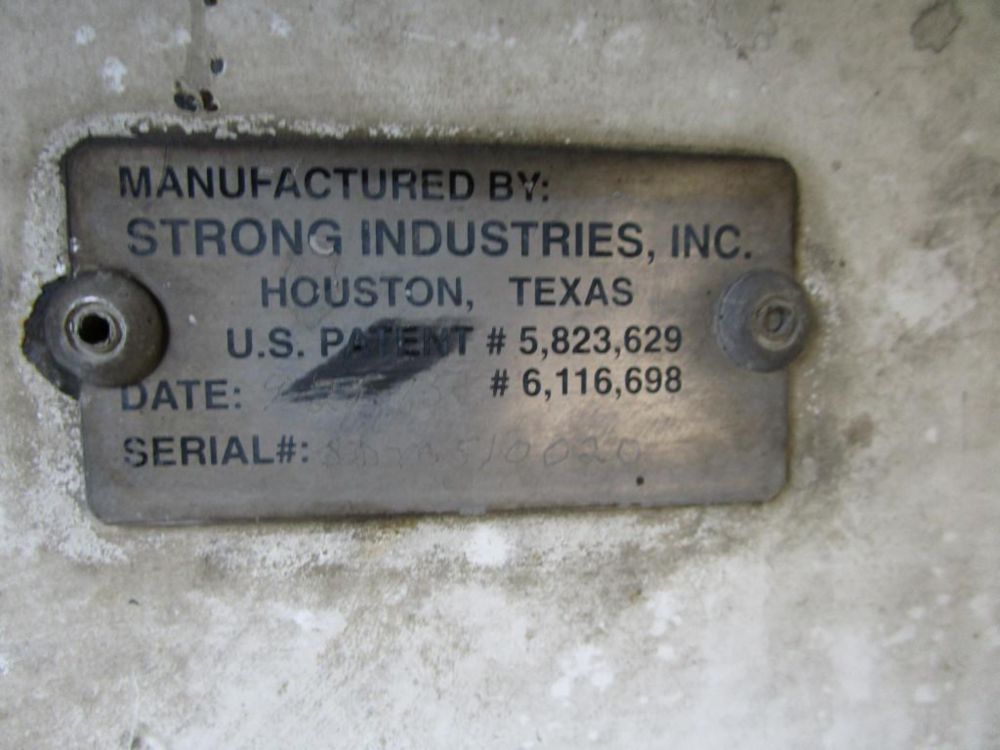 MANUFACTURED BY:
STRONG INDUSTRIES, INC.
HOUSTON, TEXAS
U.S. PATENT # 5,823,629
# 6,116,698
DATE:
SERIAL#: